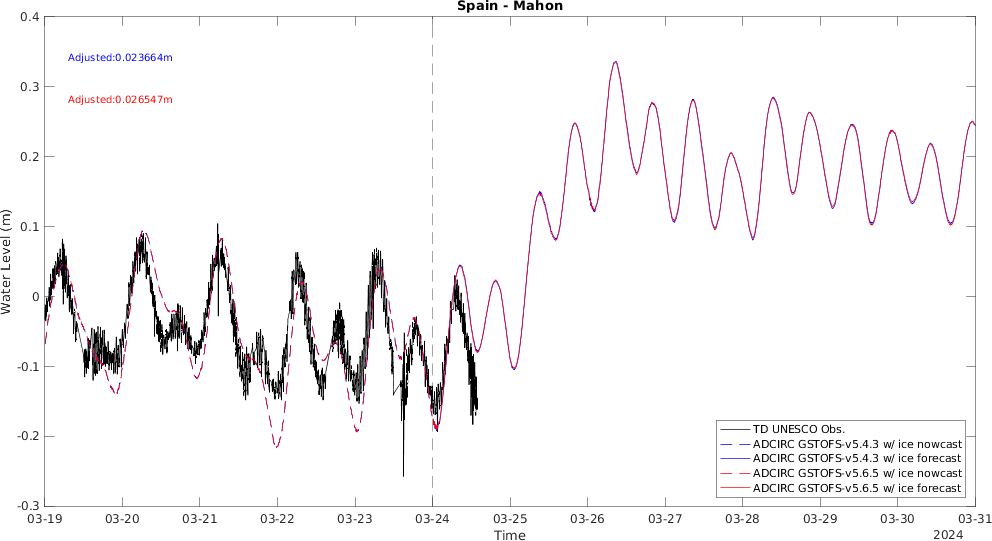 Spain - Mahon
Adjusted:0.023664m
Adjusted:0.026547m
Water Level (m)
0.4
0.3
0.2
0.1
0
-0.1
-0.2
-0.3
TD UNESCO Obs.
ADCIRC GSTOFS-v5.4.3 w/ ice nowcast
ADCIRC GSTOFS-v5.4.3 w/ ice forecast
ADCIRC GSTOFS-v5.6.5 w/ ice nowcast
ADCIRC GSTOFS-v5.6.5 w/ ice forecast
03-19 03-20 03-21 03-22 03-23 03-24 03-25 03-26 03-27 03-28 03-29 03-30 03-31
Time
2024